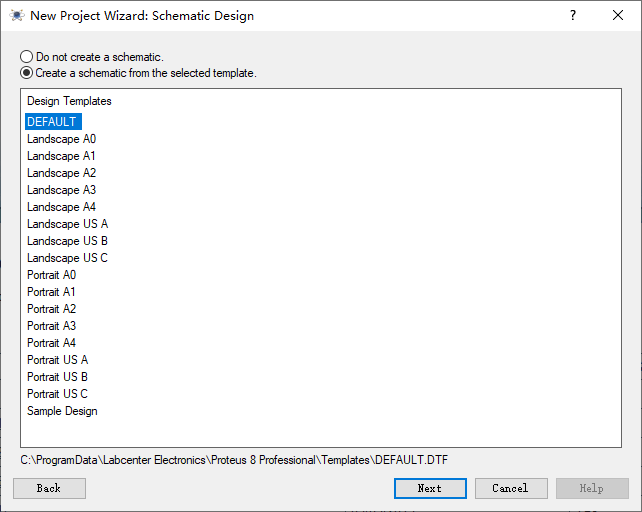 New Project Wizard: Schematic Design
?
Do not create a schematic.
Create a schematic from the selected template.
Design Templates
DEFAULT
Landscape A0
Landscape A1
Landscape A2
Landscape A3
Landscape A4
Landscape US A
Landscape US B
Landscape US C
Portrait A0
Portrait A1
Portrait A2
Portrait A3
Portrait A4
Portrait US A
Portrait US B
Portrait US C
Sample Design
C:\ProgramData\Labcenter Electronics\Proteus 8 Professional\Templates\DEFAULT.DTF
Back Next Cancel Help